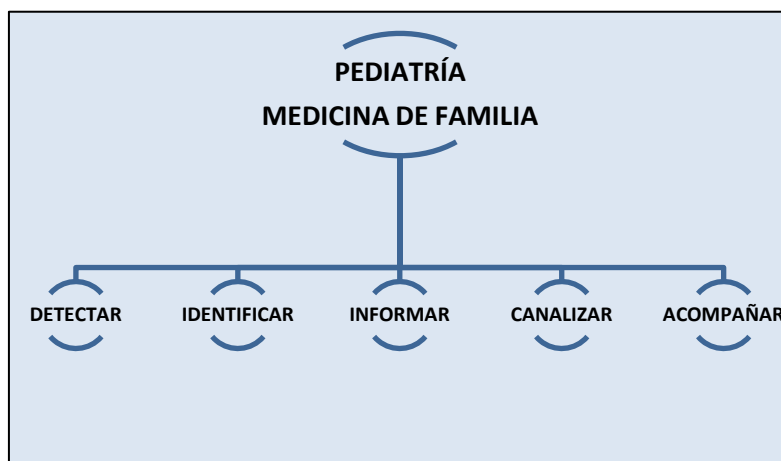 PEDIATRÍA
MEDICINA DE FAMILIA
DETECTAR
IDENTIFICAR
INFORMAR
CANALIZAR
ACOMPAÑAR